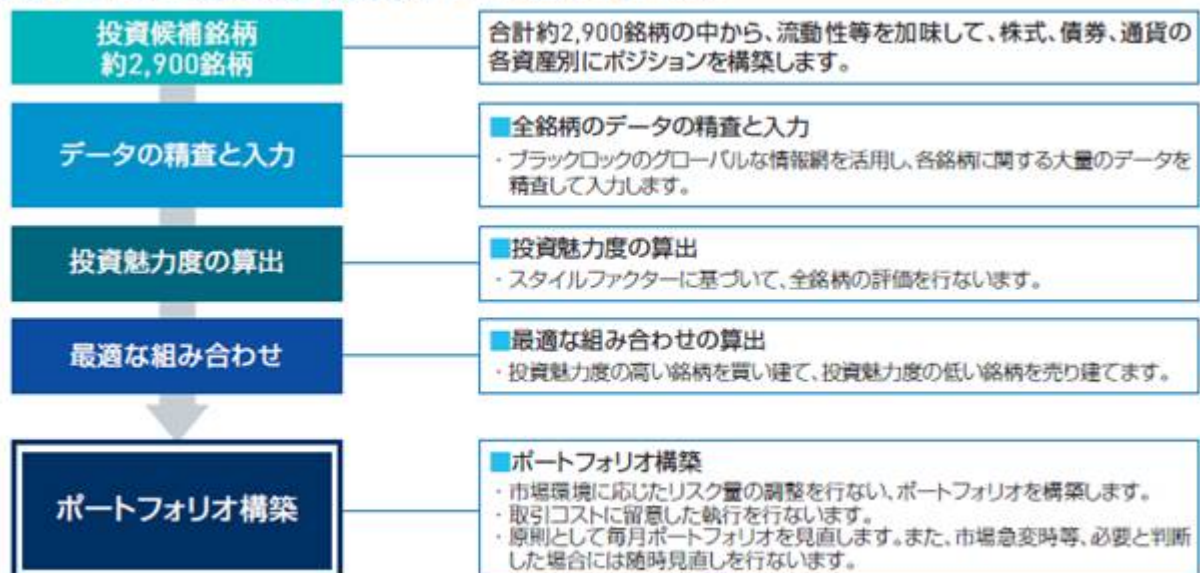 投資候補銘柄
約2,900銘柄
合計約2,900銘柄の中から、流動性等を加味して、株式、債券、通貨の
各資産別にポジションを構築します。
データの精査と入力
■全銘柄のデータの精査と入力
・ブラックロックのグローバルな情報網を活用し、各銘柄に関する大量のデータを
精査して入力します。
投資魅力度の算出
■投資魅力度の算出
・スタイルファクターに基づいて、全銘柄の評価を行ないます。
最適な組み合わせ
■最適な組み合わせの算出
・投資魅力度の高い銘柄を買い建て、投資魅力度の低い銘柄を売り建てます。
ポートフォリオ構築
■ポートフォリオ構築
・市場環境に応じたリスク量の調整を行ない、ポートフォリオを構築します。
・取引コストに留意した執行を行ないます。
・原則として毎月ポートフォリオを見直します。また、市場急変時等、必要と判断
した場合には随時見直しを行ないます。